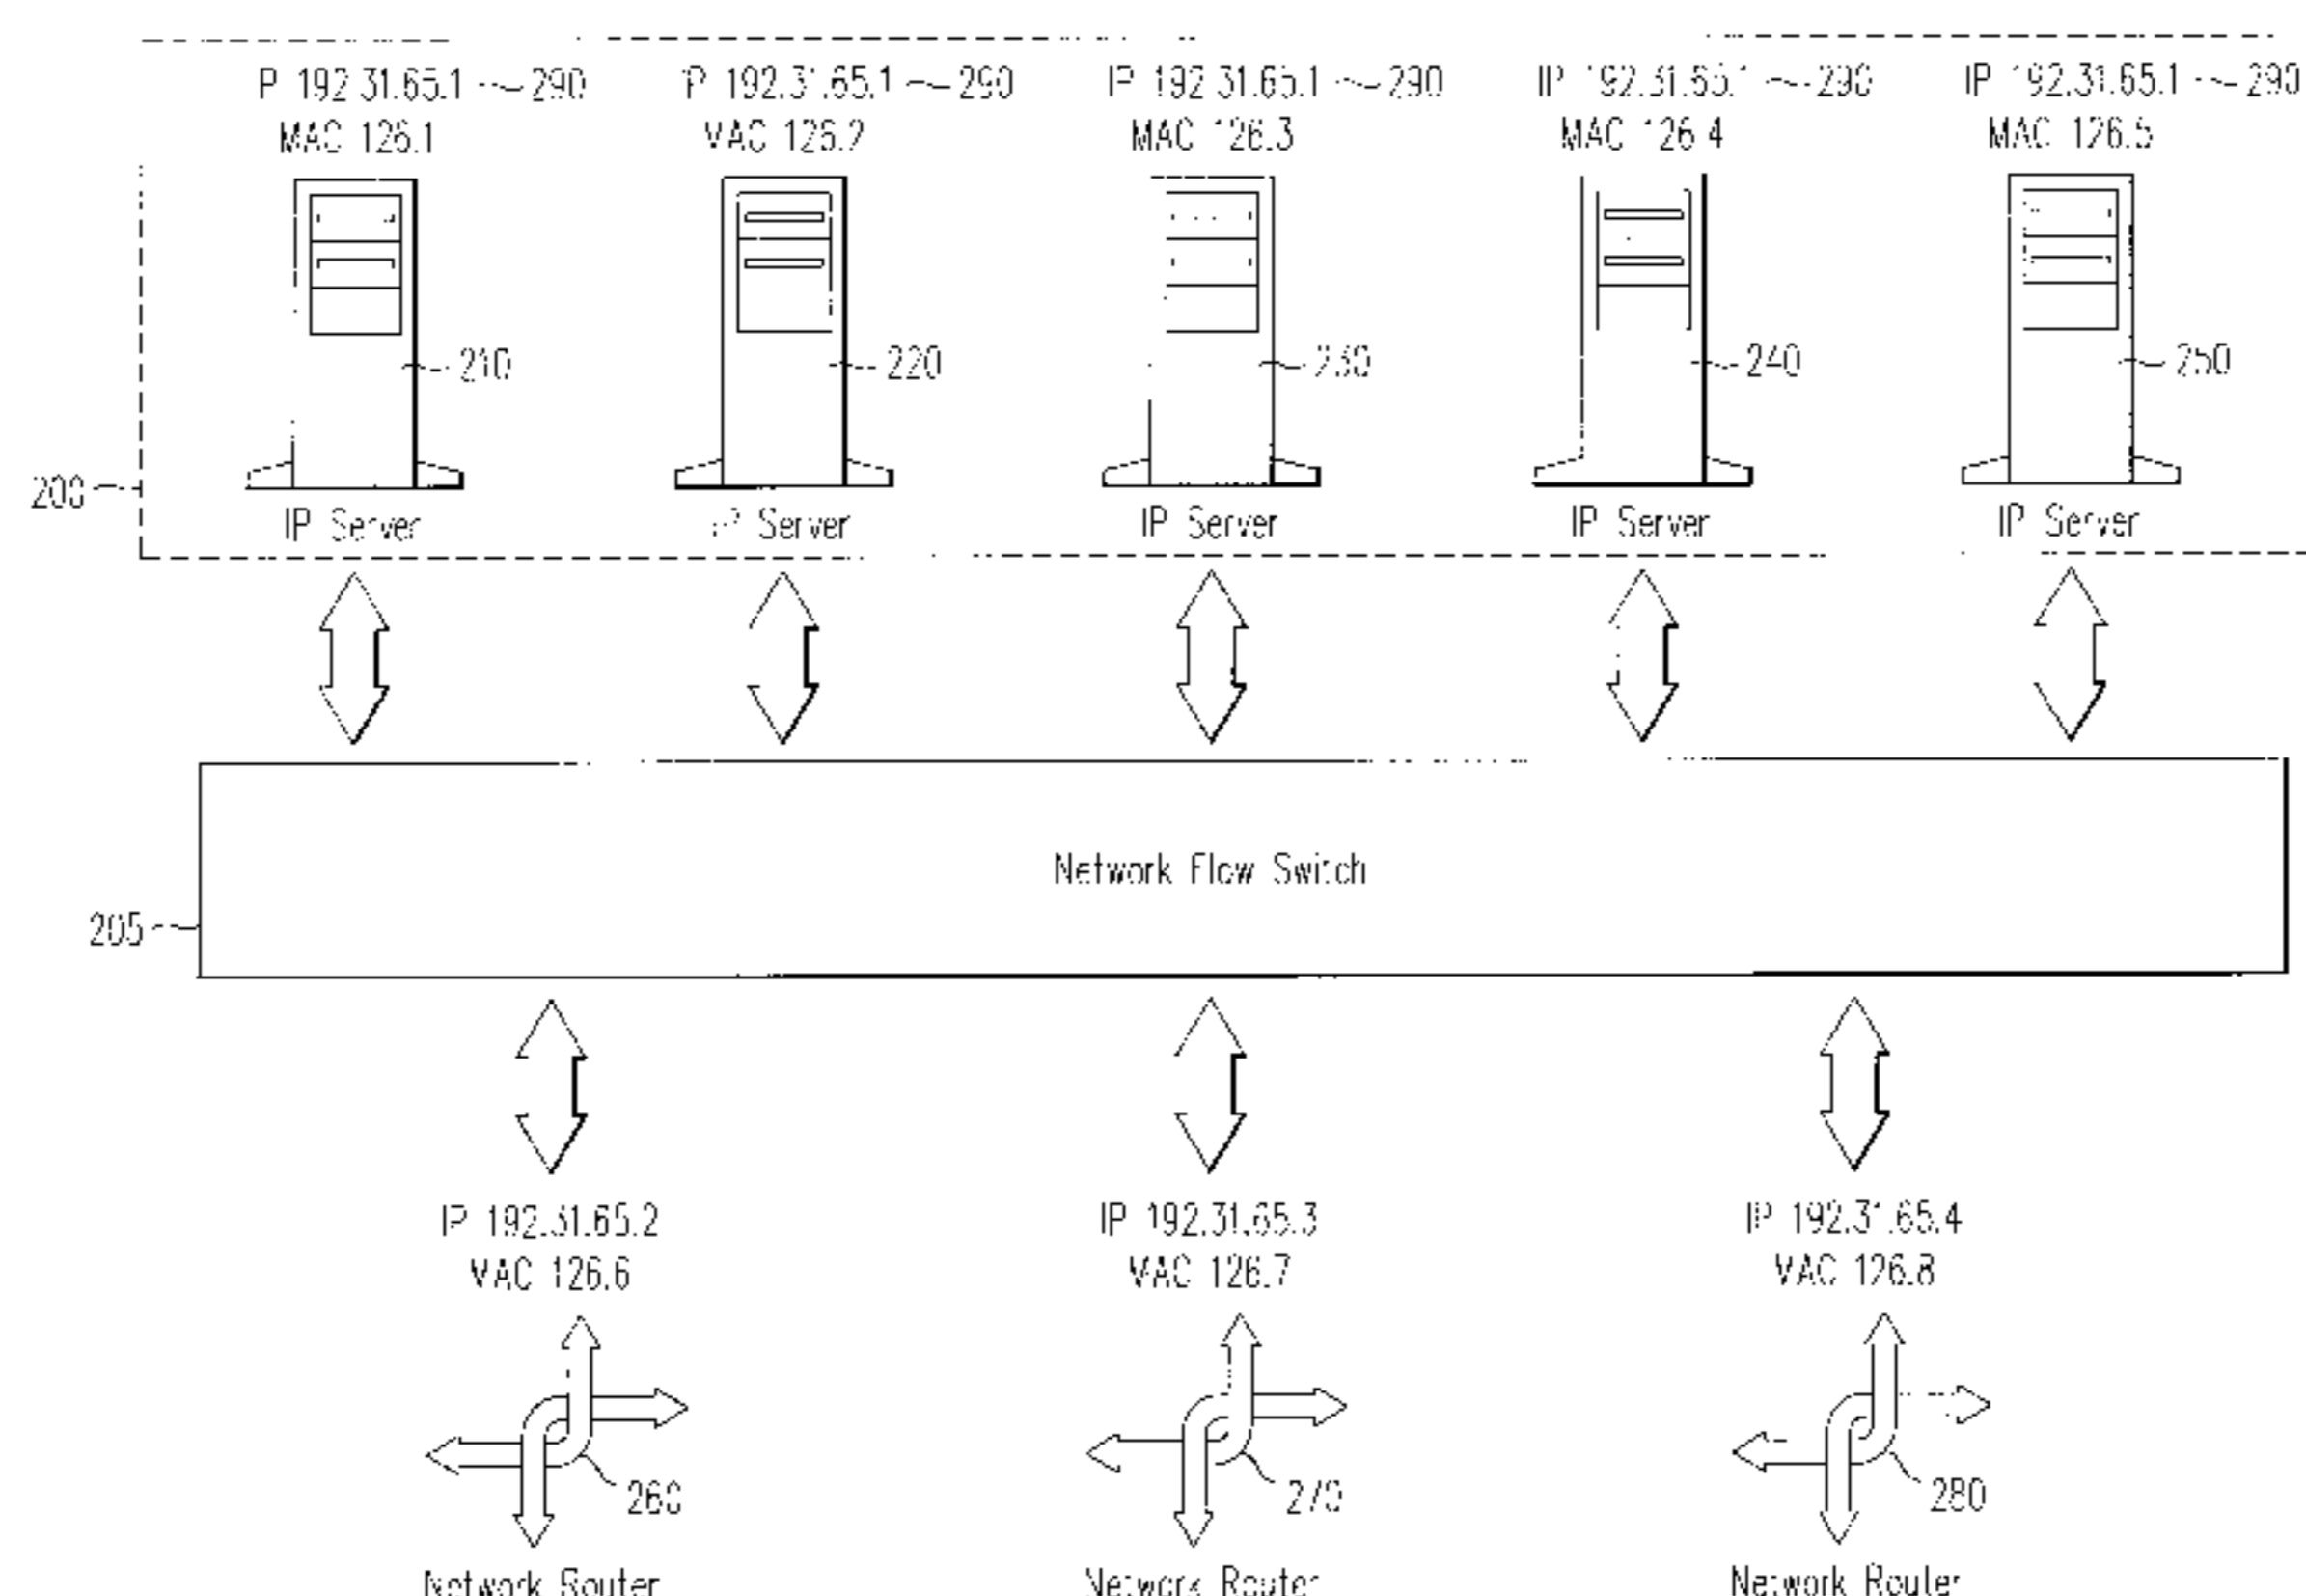 IP 192.31.65.1 290
MAC 126.1
IP 192.31.65.1 290
MAC 126.2
IP 192.31.65.1 290
MAC 126.3
IP 192.31.65.1 290
MAC 126.4
IP 192.31.65.1 290
MAC 126.5
210
220
230
240
250
200
IP Server
IP Server
IP Server
IP Server
IP Server
Network Flow Switch
205
IP 192.31.65.2
MAC 126.6
IP 192.31.65.3
MAC 126.7
IP 192.31.65.4
MAC 126.8
260
270
280
Network Router
Network Router
Network Router